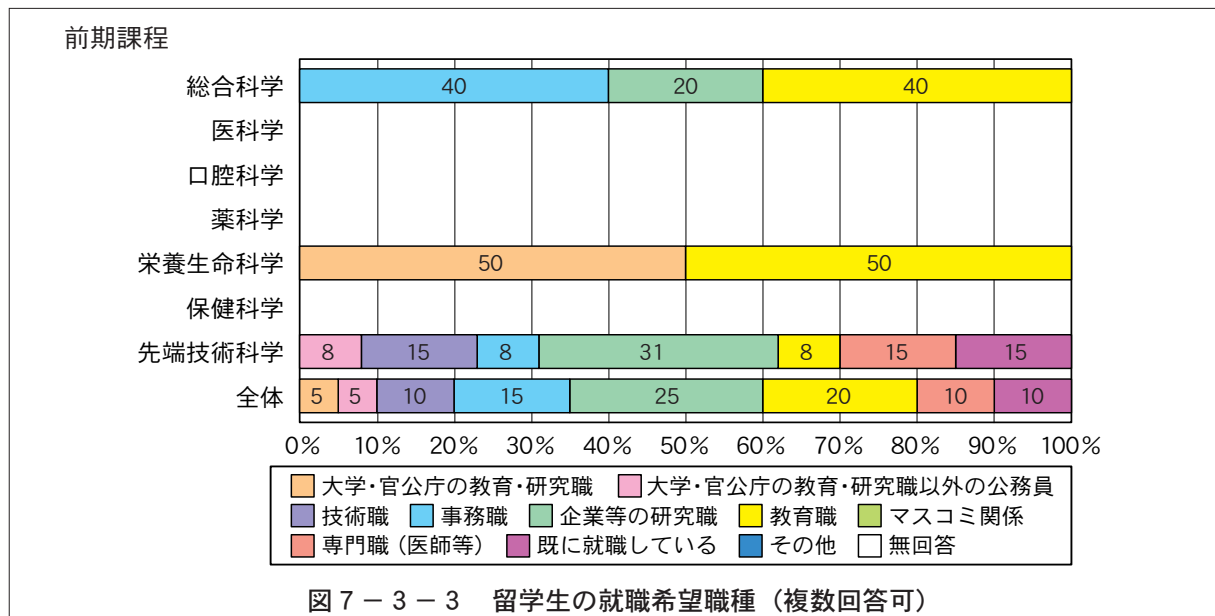 前期課程
総合科学 40 20 40
医科学
口腔科学
薬科学
栄養生命科学 50 50
保健科学
先端技術科学 8 15 8 31 8 15 15
全体 5 5 10 15 25 20 10 10
0% 10% 20% 30% 40% 50% 60% 70% 80% 90% 100%
大学・官公庁の教育・研究職 大学・官公庁の教育・研究職以外の公務員
技術職 事務職 企業等の研究職 教育職 マスコミ関係
専門職（医師等） 既に就職している その他 無回答
図７－３－３ 留学生の就職希望職種（複数回答可）